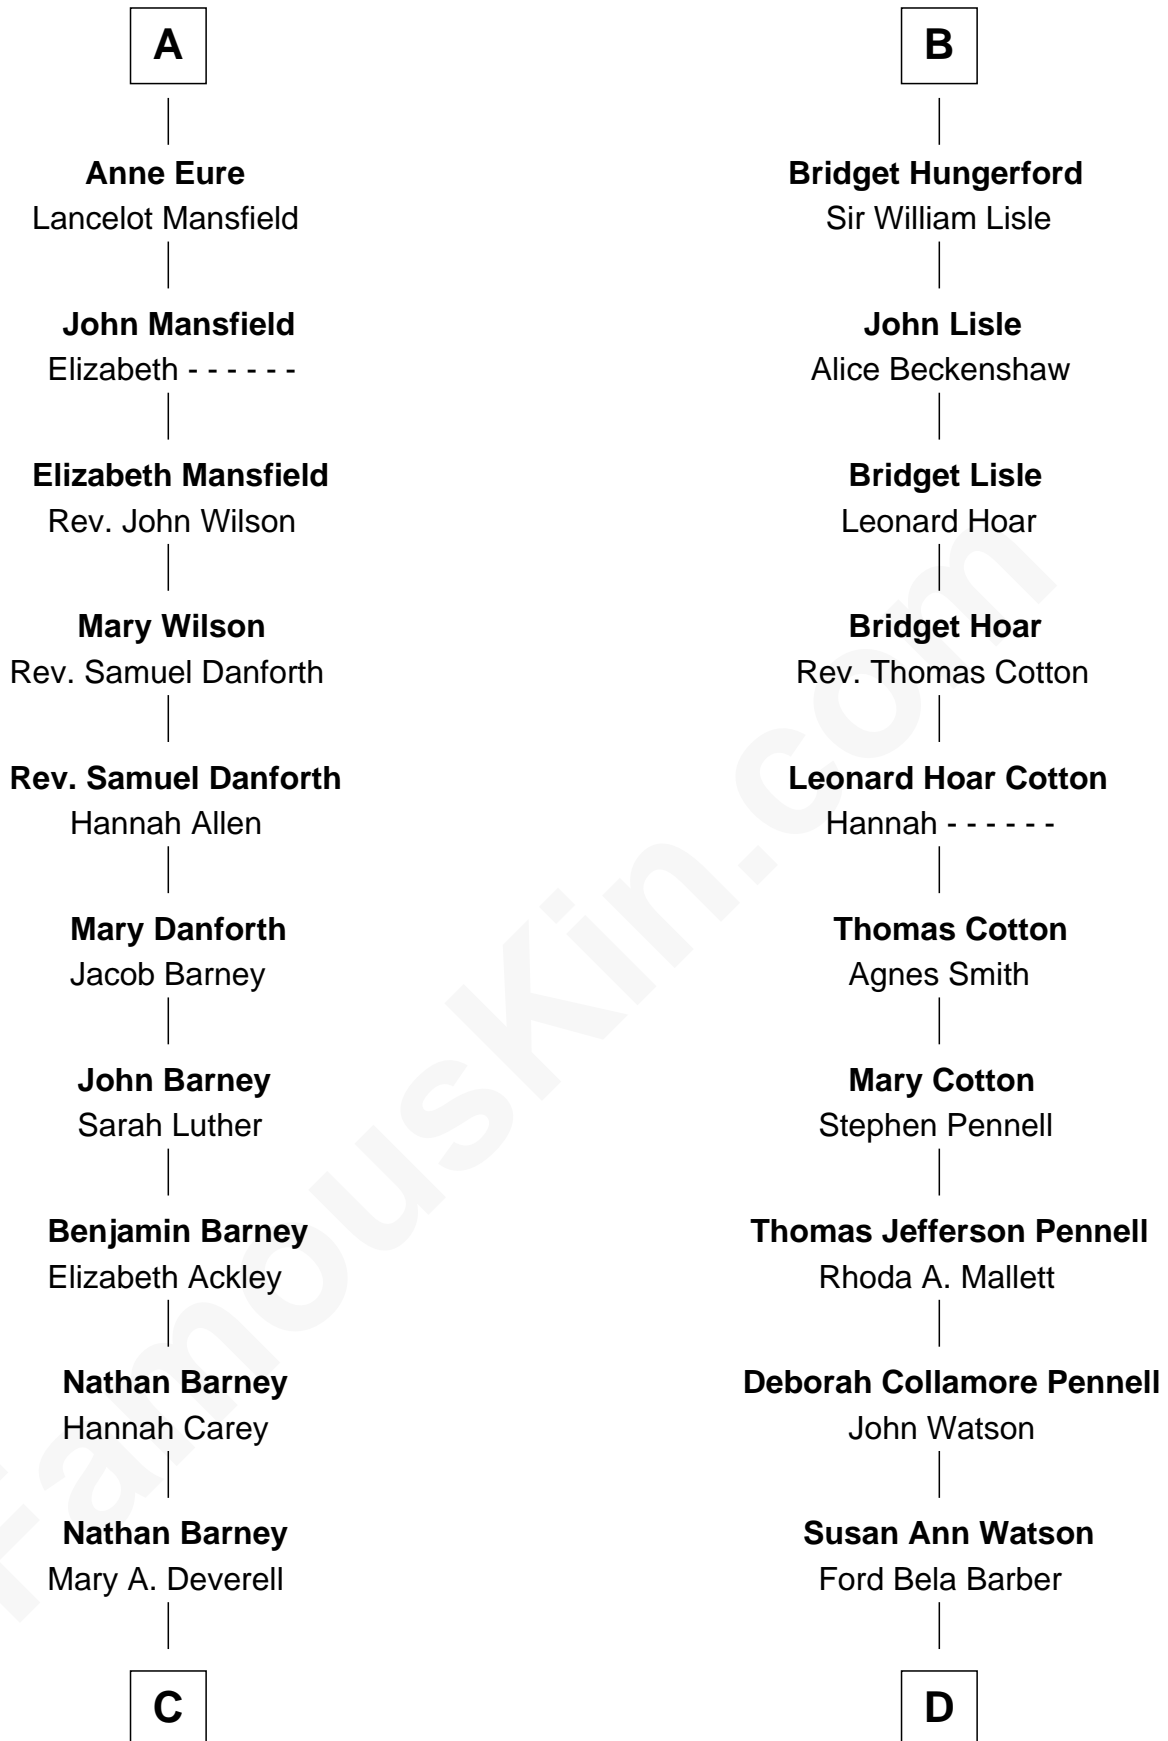 A
Anne Eure
Lancelot Mansfield
John Mansfield
Elizabeth - - - - - -
Elizabeth Mansfield
Rev. John Wilson
Mary Wilson
Rev. Samuel Danforth
Rev. Samuel Danforth
Hannah Allen
Mary Danforth
Jacob Barney
John Barney
Sarah Luther
Benjamin Barney
Elizabeth Ackley
Nathan Barney
Hannah Carey
Nathan Barney
Mary A. Deverell
C
B
Bridget Hungerford
Sir William Lisle
John Lisle
Alice Beckenshaw
Bridget Lisle
Leonard Hoar
Bridget Hoar
Rev. Thomas Cotton
Leonard Hoar Cotton
Hannah - - - - - -
Thomas Cotton
Agnes Smith
Mary Cotton
Stephen Pennell
Thomas Jefferson Pennell
Rhoda A. Mallett
Deborah Collamore Pennell
John Watson
Susan Ann Watson
Ford Bela Barber
D
FamousKin.com